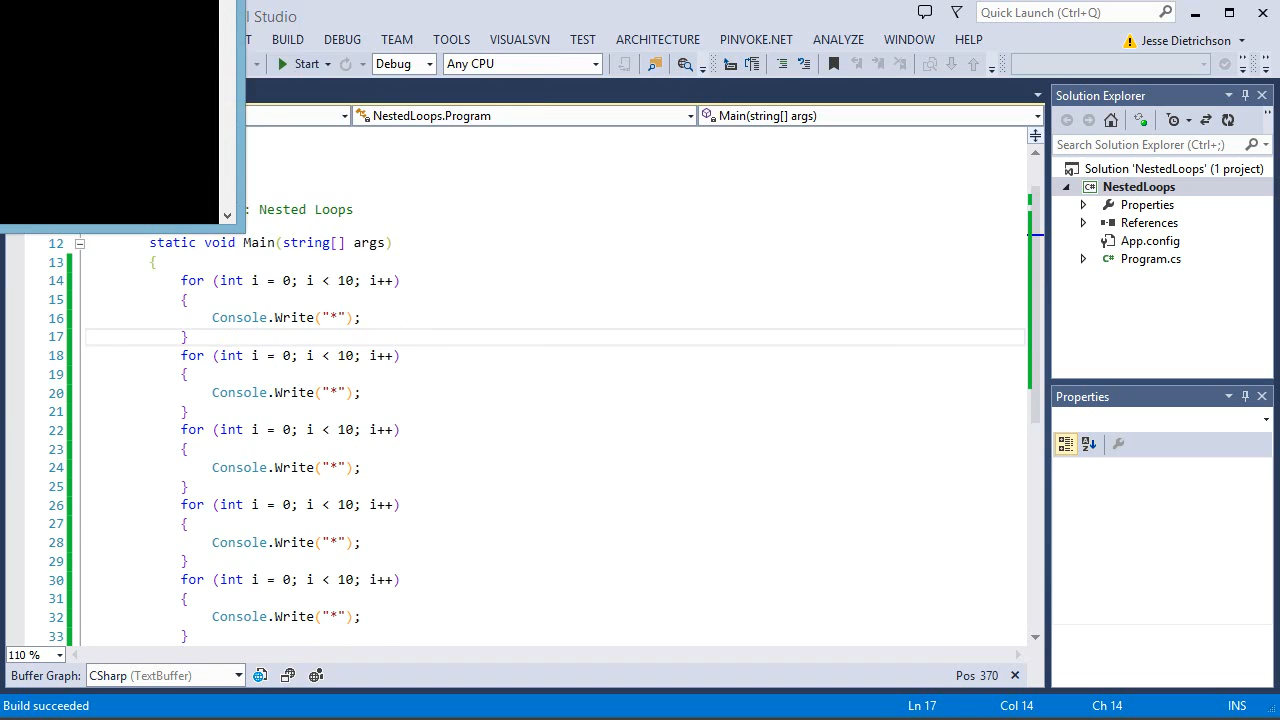 l Studio
Quick Launch (Ctrl+Q)
BUILD DEBUG TEAM TOOLS VISUALSVN TEST ARCHITECTURE PINVOKE.NET ANALYZE WINDOW HELP
Jesse Dietrichson
Start Debug Any CPU
NestedLoops.Program
Main(string[] args)
: Nested Loops
12 static void Main(string[] args)
13 {
14 for (int i = 0; i < 10; i++)
15 {
16 Console.Write("*");
17 }
18 for (int i = 0; i < 10; i++)
19 {
20 Console.Write("*");
21 }
22 for (int i = 0; i < 10; i++)
23 {
24 Console.Write("*");
25 }
26 for (int i = 0; i < 10; i++)
27 {
28 Console.Write("*");
29 }
30 for (int i = 0; i < 10; i++)
31 {
32 Console.Write("*");
33 }
110 %
Buffer Graph: CSharp (TextBuffer)
Pos 370
Solution Explorer
Search Solution Explorer (Ctrl+;)
Solution 'NestedLoops' (1 project)
NestedLoops
Properties
References
App.config
Program.cs
Properties
Build succeeded
Ln 17 Col 14 Ch 14 INS